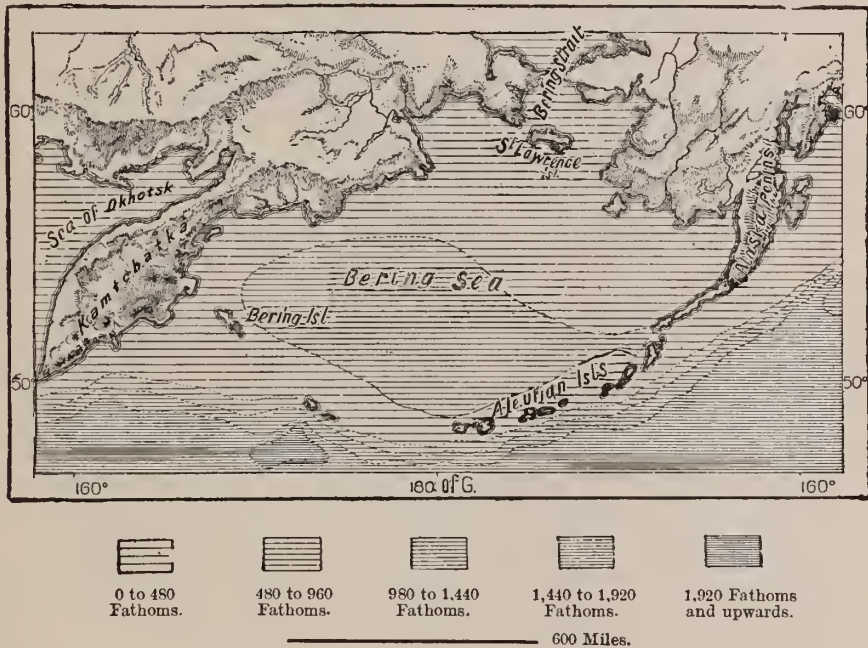 Bering strait
60°
60°
St Lawrence
Isl.
Sea of Okhotsk
Alaska Penins.
Kamtchatka
Bering Sea
Bering Isl.
50°
50°
Aleutian Isls
160°
180 of G.
160°
0 to 480
Fathoms.
480 to 960
Fathoms.
980 to 1,440
Fathoms.
1,440 to 1,920
Fathoms.
1,920 Fathoms
and upwards.
600 Miles.